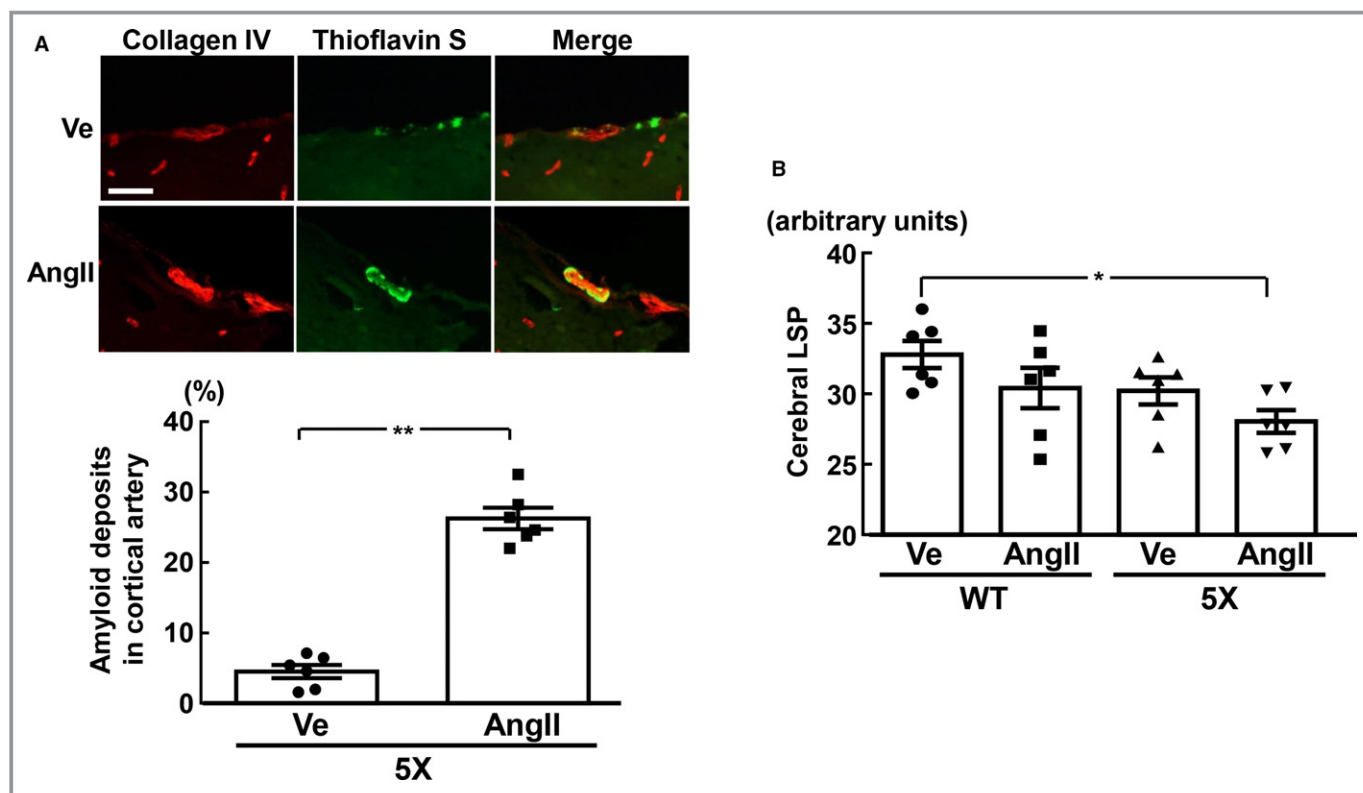 A
Collagen IV Thioflavin S Merge
Ve
AngII
(%)
40
30
20
10
0
Amyloid deposits
in cortical artery
**
Ve AngII
5X
B
(arbitrary units)
40
35
30
25
20
Cerebral LSP
*
Ve AngII Ve AngII
WT 5X